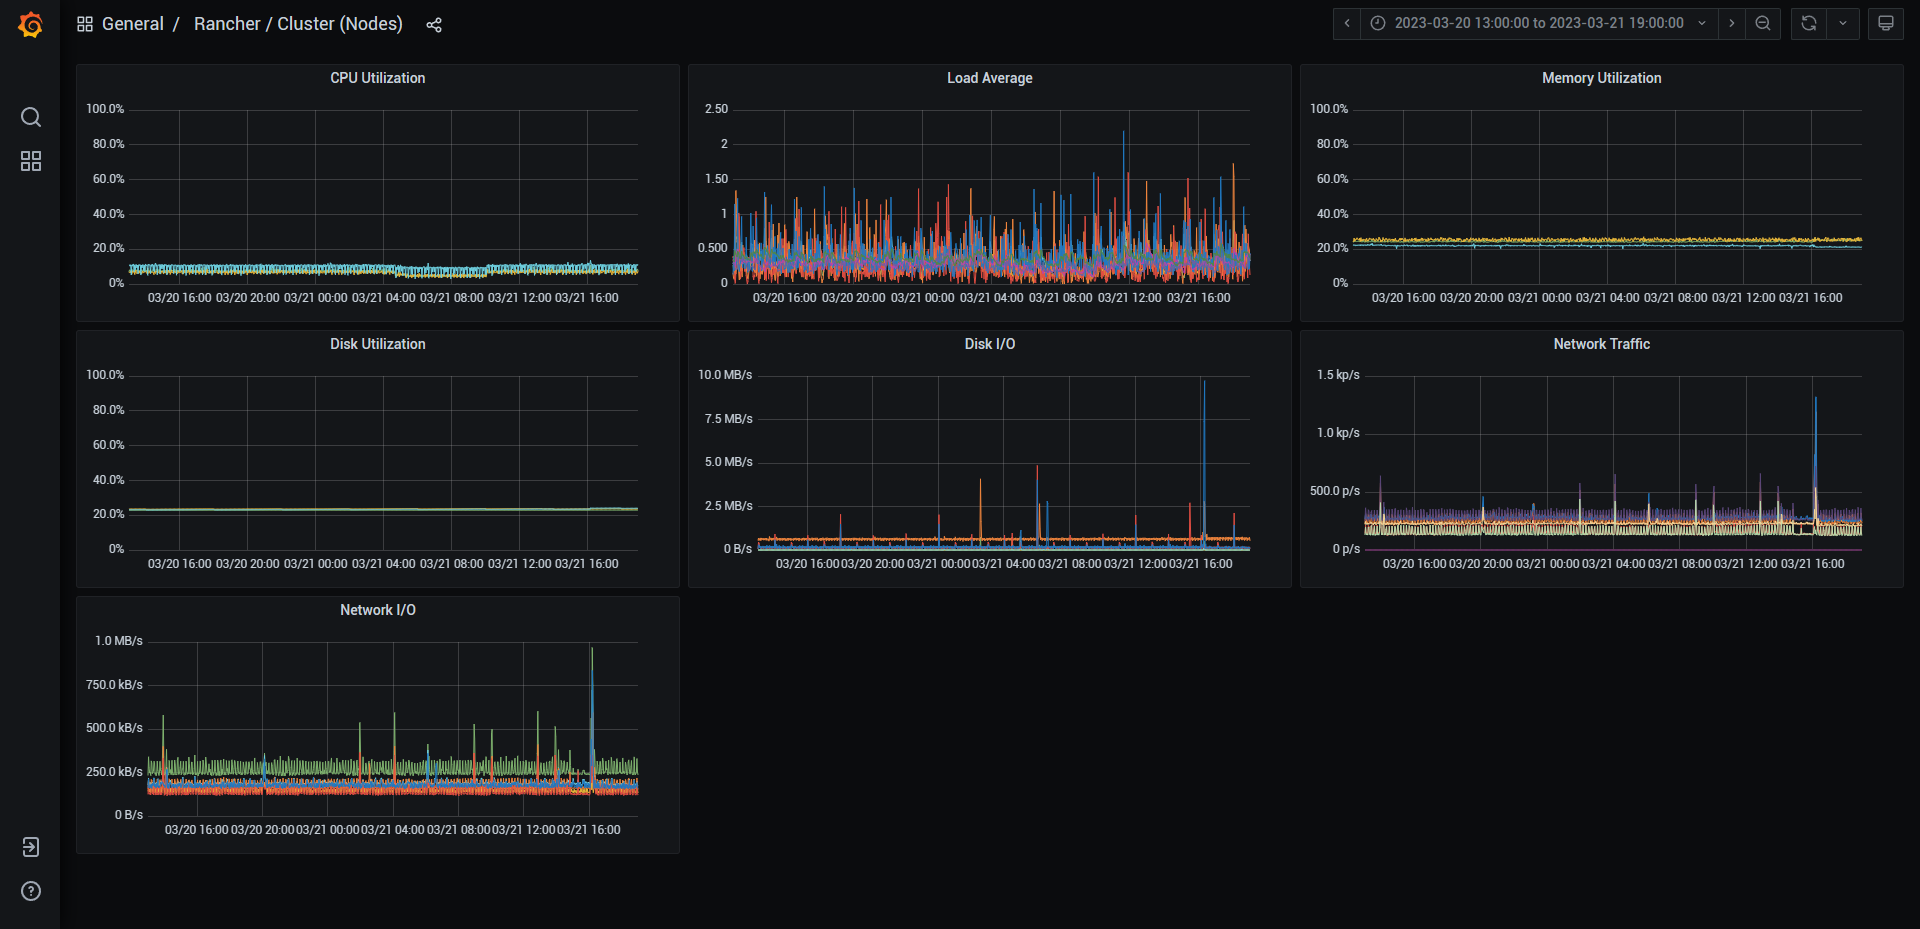 General / Rancher / Cluster (Nodes)
2023-03-20 13:00:00 to 2023-03-21 19:00:00
CPU Utilization
100.0%
80.0%
60.0%
40.0%
20.0%
0%
03/20 16:00 03/20 20:00 03/21 00:00 03/21 04:00 03/21 08:00 03/21 12:00 03/21 16:00
Load Average
2.50
2
1.50
1
0.500
0
03/20 16:00 03/20 20:00 03/21 00:00 03/21 04:00 03/21 08:00 03/21 12:00 03/21 16:00
Memory Utilization
100.0%
80.0%
60.0%
40.0%
20.0%
0%
03/20 16:00 03/20 20:00 03/21 00:00 03/21 04:00 03/21 08:00 03/21 12:00 03/21 16:00
Disk Utilization
100.0%
80.0%
60.0%
40.0%
20.0%
0%
03/20 16:00 03/20 20:00 03/21 00:00 03/21 04:00 03/21 08:00 03/21 12:00 03/21 16:00
Disk I/O
10.0 MB/s
7.5 MB/s
5.0 MB/s
2.5 MB/s
0 B/s
03/20 16:00 03/20 20:00 03/21 00:00 03/21 04:00 03/21 08:00 03/21 12:00 03/21 16:00
Network Traffic
1.5 kp/s
1.0 kp/s
500.0 p/s
0 p/s
03/20 16:00 03/20 20:00 03/21 00:00 03/21 04:00 03/21 08:00 03/21 12:00 03/21 16:00
Network I/O
1.0 MB/s
750.0 kB/s
500.0 kB/s
250.0 kB/s
0 B/s
03/20 16:00 03/20 20:00 03/21 00:00 03/21 04:00 03/21 08:00 03/21 12:00 03/21 16:00